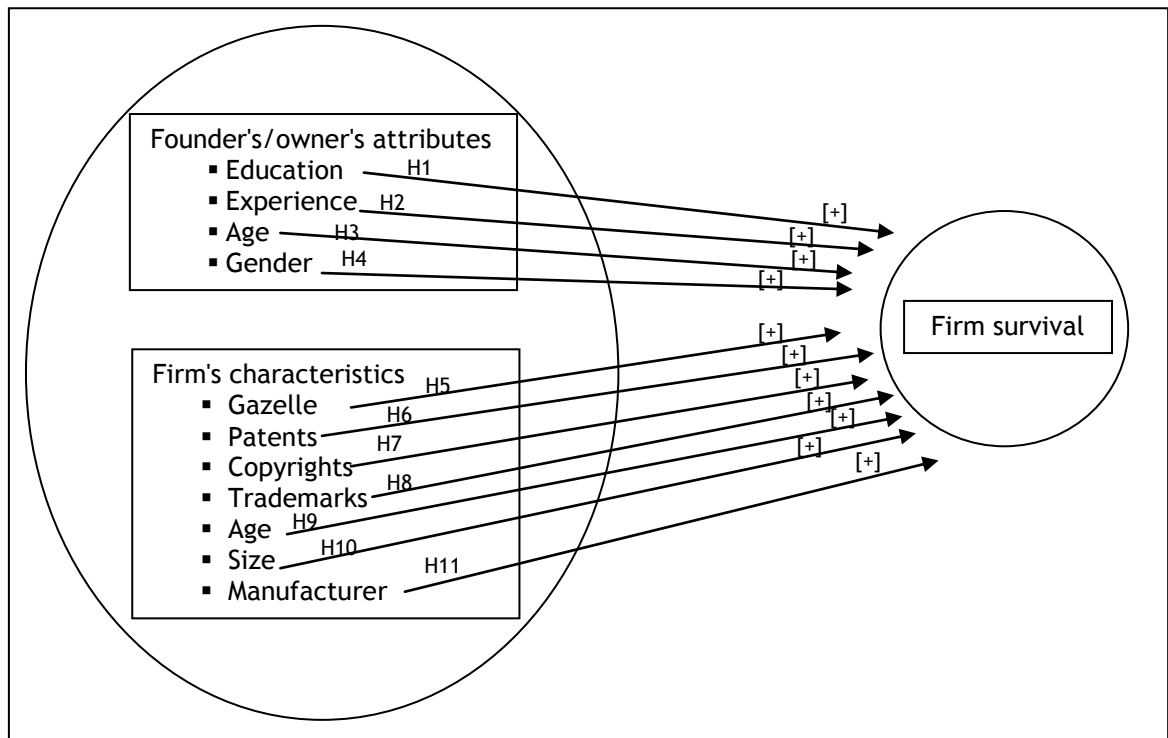 Founder's/owner's attributes
▪ Education H1
▪ Experience H2
▪ Age H3
▪ Gender H4
[+]
[+]
[+]
[+]
Firm survival
Firm's characteristics
▪ Gazelle H5
▪ Patents H6
▪ Copyrights H7
▪ Trademarks H8
▪ Age H9
▪ Size H10
▪ Manufacturer H11
[+]
[+]
[+]
[+]
[+]
[+]
[+]